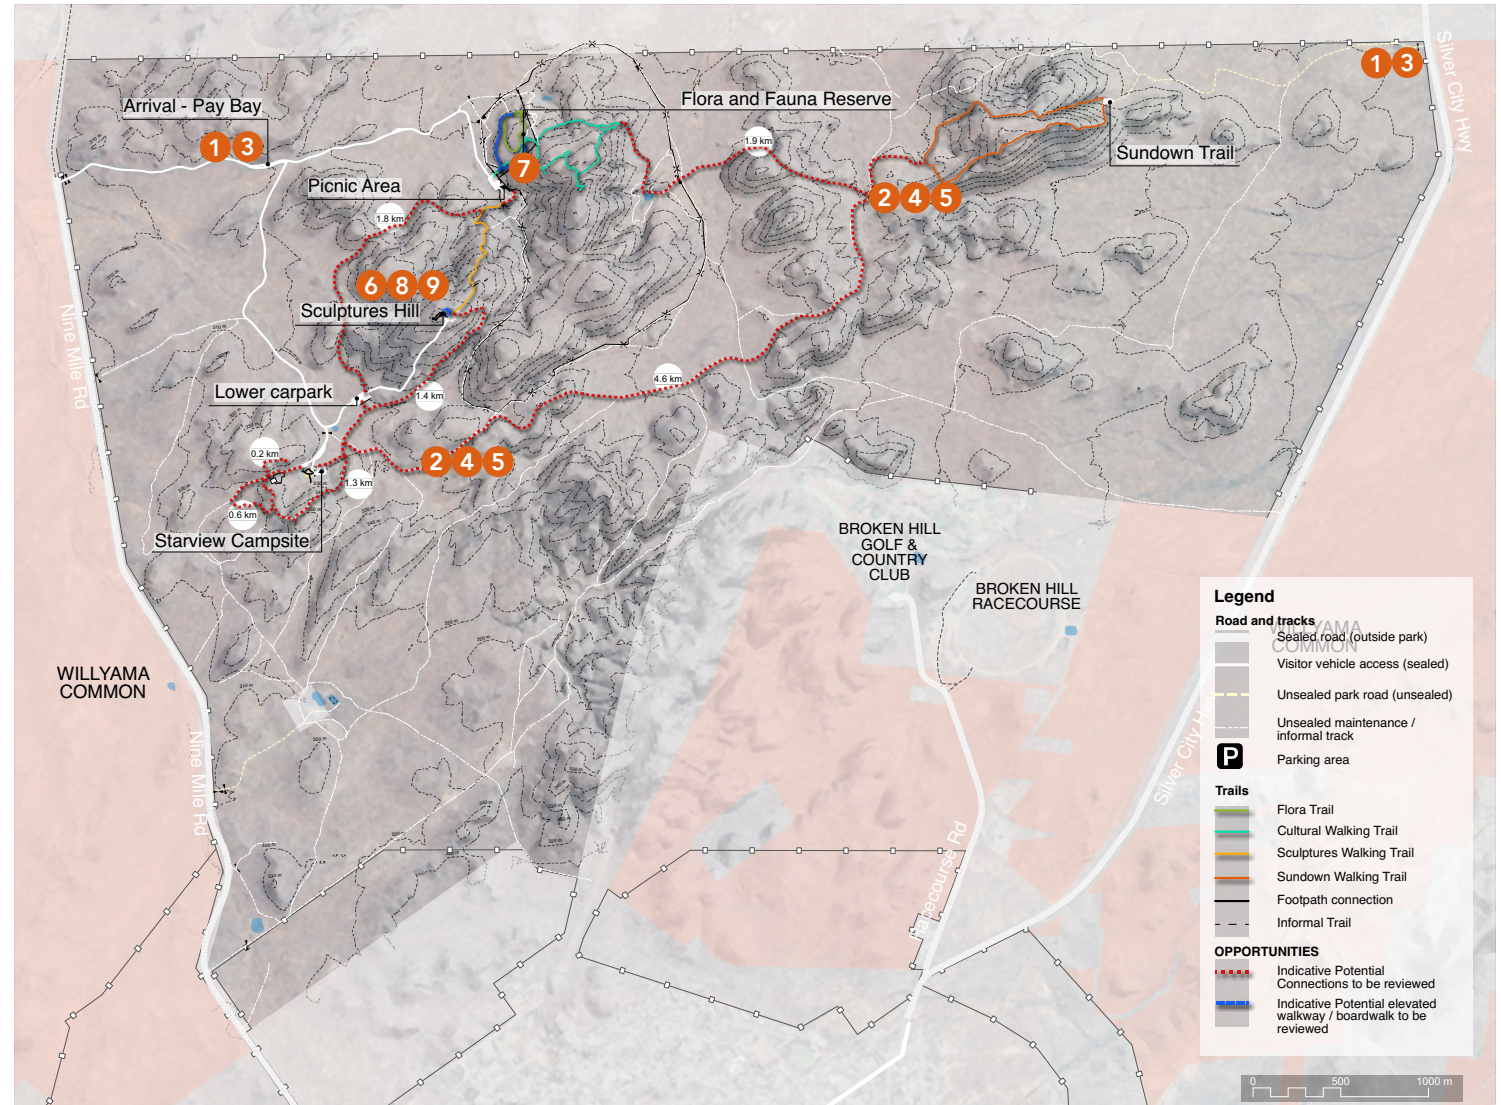 Silver City Hwy
1 3
Arrival - Pay Bay
1 3
Flora and Fauna Reserve
1.9 km
Sundown Trail
7
Picnic Area
2 4 5
1.8 km
6 8 9
Sculptures Hill
Nine Mile Rd
Lower carpark
1.4 km
4.6 km
0.2 km
2 4 5
1.3 km
0.6 km
Starview Campsite
BROKEN HILL
GOLF &
COUNTRY
CLUB
BROKEN HILL
RACECOURSE
WILLYAMA
COMMON
Nine Mile Rd
Silver City Hwy
Racecourse Rd
WILLYAMA
COMMON
Legend
Road and tracks
Sealed road (outside park)
Visitor vehicle access (sealed)
Unsealed park road (unsealed)
Unsealed maintenance /
informal track
P
Parking area
Trails
Flora Trail
Cultural Walking Trail
Sculptures Walking Trail
Sundown Walking Trail
Footpath connection
Informal Trail
OPPORTUNITIES
Indicative Potential
Connections to be reviewed
Indicative Potential elevated
walkway / boardwalk to be
reviewed
0 500 1000 m